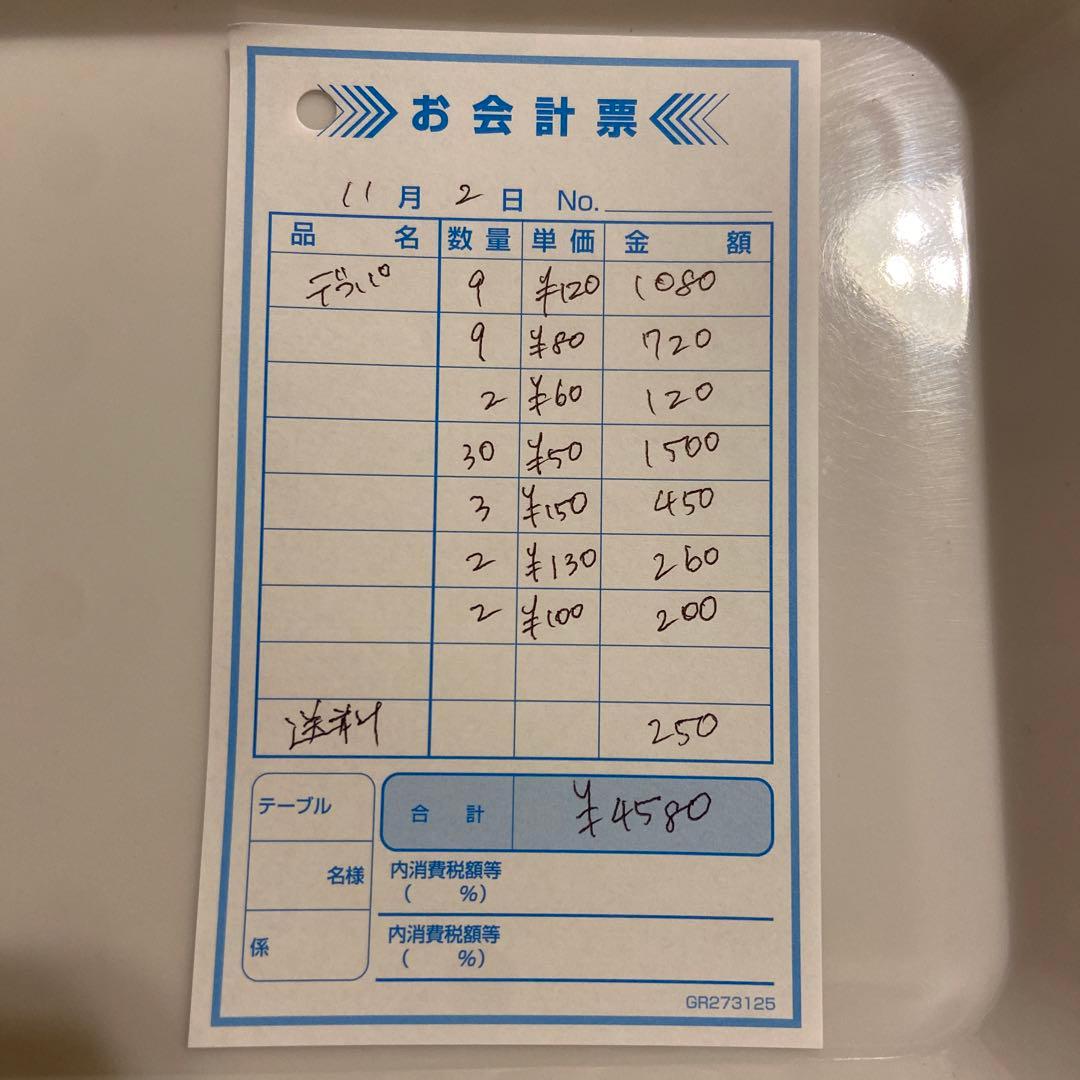 お会計票
11月2日 No.
品名 数量 単価 金額
デラパ 9 ¥120 1080
9 ¥80 720
2 ¥60 120
30 ¥50 1500
3 ¥150 450
2 ¥130 260
2 ¥100 200
送料 250
テーブル
合計 ¥4580
名様
内消費税額等
( %)
係
内消費税額等
( %)
GR273125